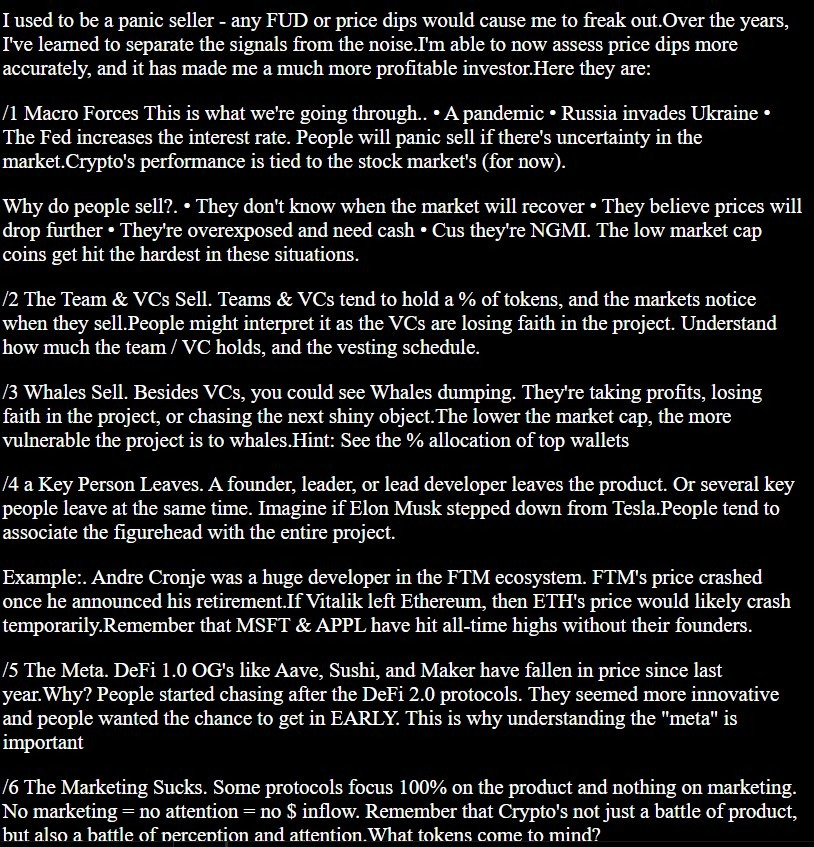 I used to be a panic seller - any FUD or price dips would cause me to freak out.Over the years,
I've learned to separate the signals from the noise.I'm able to now assess price dips more
accurately, and it has made me a much more profitable investor.Here they are:
/1 Macro Forces This is what we're going through.. • A pandemic • Russia invades Ukraine •
The Fed increases the interest rate. People will panic sell if there's uncertainty in the
market.Crypto's performance is tied to the stock market's (for now).
Why do people sell?. • They don't know when the market will recover • They believe prices will
drop further • They're overexposed and need cash • Cus they're NGMI. The low market cap
coins get hit the hardest in these situations.
/2 The Team & VCs Sell. Teams & VCs tend to hold a % of tokens, and the markets notice
when they sell.People might interpret it as the VCs are losing faith in the project. Understand
how much the team / VC holds, and the vesting schedule.
/3 Whales Sell. Besides VCs, you could see Whales dumping. They're taking profits, losing
faith in the project, or chasing the next shiny object.The lower the market cap, the more
vulnerable the project is to whales.Hint: See the % allocation of top wallets
/4 a Key Person Leaves. A founder, leader, or lead developer leaves the product. Or several key
people leave at the same time. Imagine if Elon Musk stepped down from Tesla.People tend to
associate the figurehead with the entire project.
Example:. Andre Cronje was a huge developer in the FTM ecosystem. FTM's price crashed
once he announced his retirement.If Vitalik left Ethereum, then ETH's price would likely crash
temporarily.Remember that MSFT & APPL have hit all-time highs without their founders.
/5 The Meta. DeFi 1.0 OG's like Aave, Sushi, and Maker have fallen in price since last
year.Why? People started chasing after the DeFi 2.0 protocols. They seemed more innovative
and people wanted the chance to get in EARLY. This is why understanding the "meta" is
important
/6 The Marketing Sucks. Some protocols focus 100% on the product and nothing on marketing.
No marketing = no attention = no $ inflow. Remember that Crypto's not just a battle of product,
but also a battle of perception and attention.What tokens come to mind?